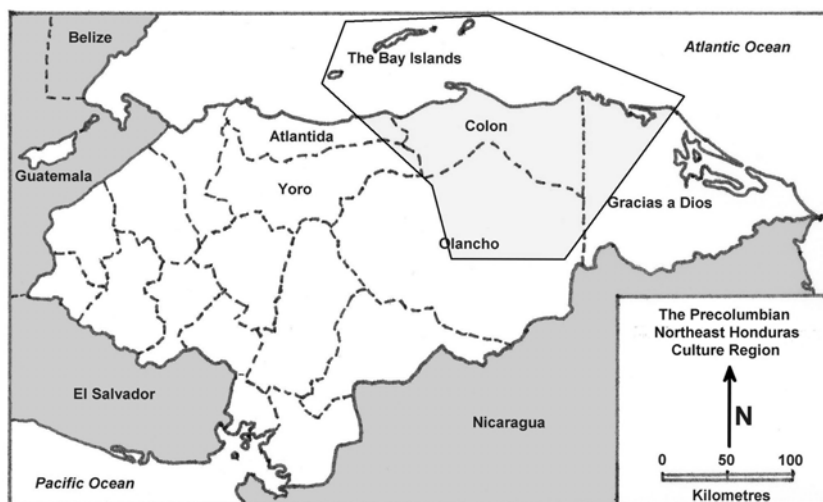 Belize
Atlantic Ocean
The Bay Islands
Atlantida
Colon
Guatemala
Yoro
Gracias a Dios
Olancho
The Precolumbian
Northeast Honduras
Culture Region
N
El Salvador
Nicaragua
0 50 100
Kilometres
Pacific Ocean